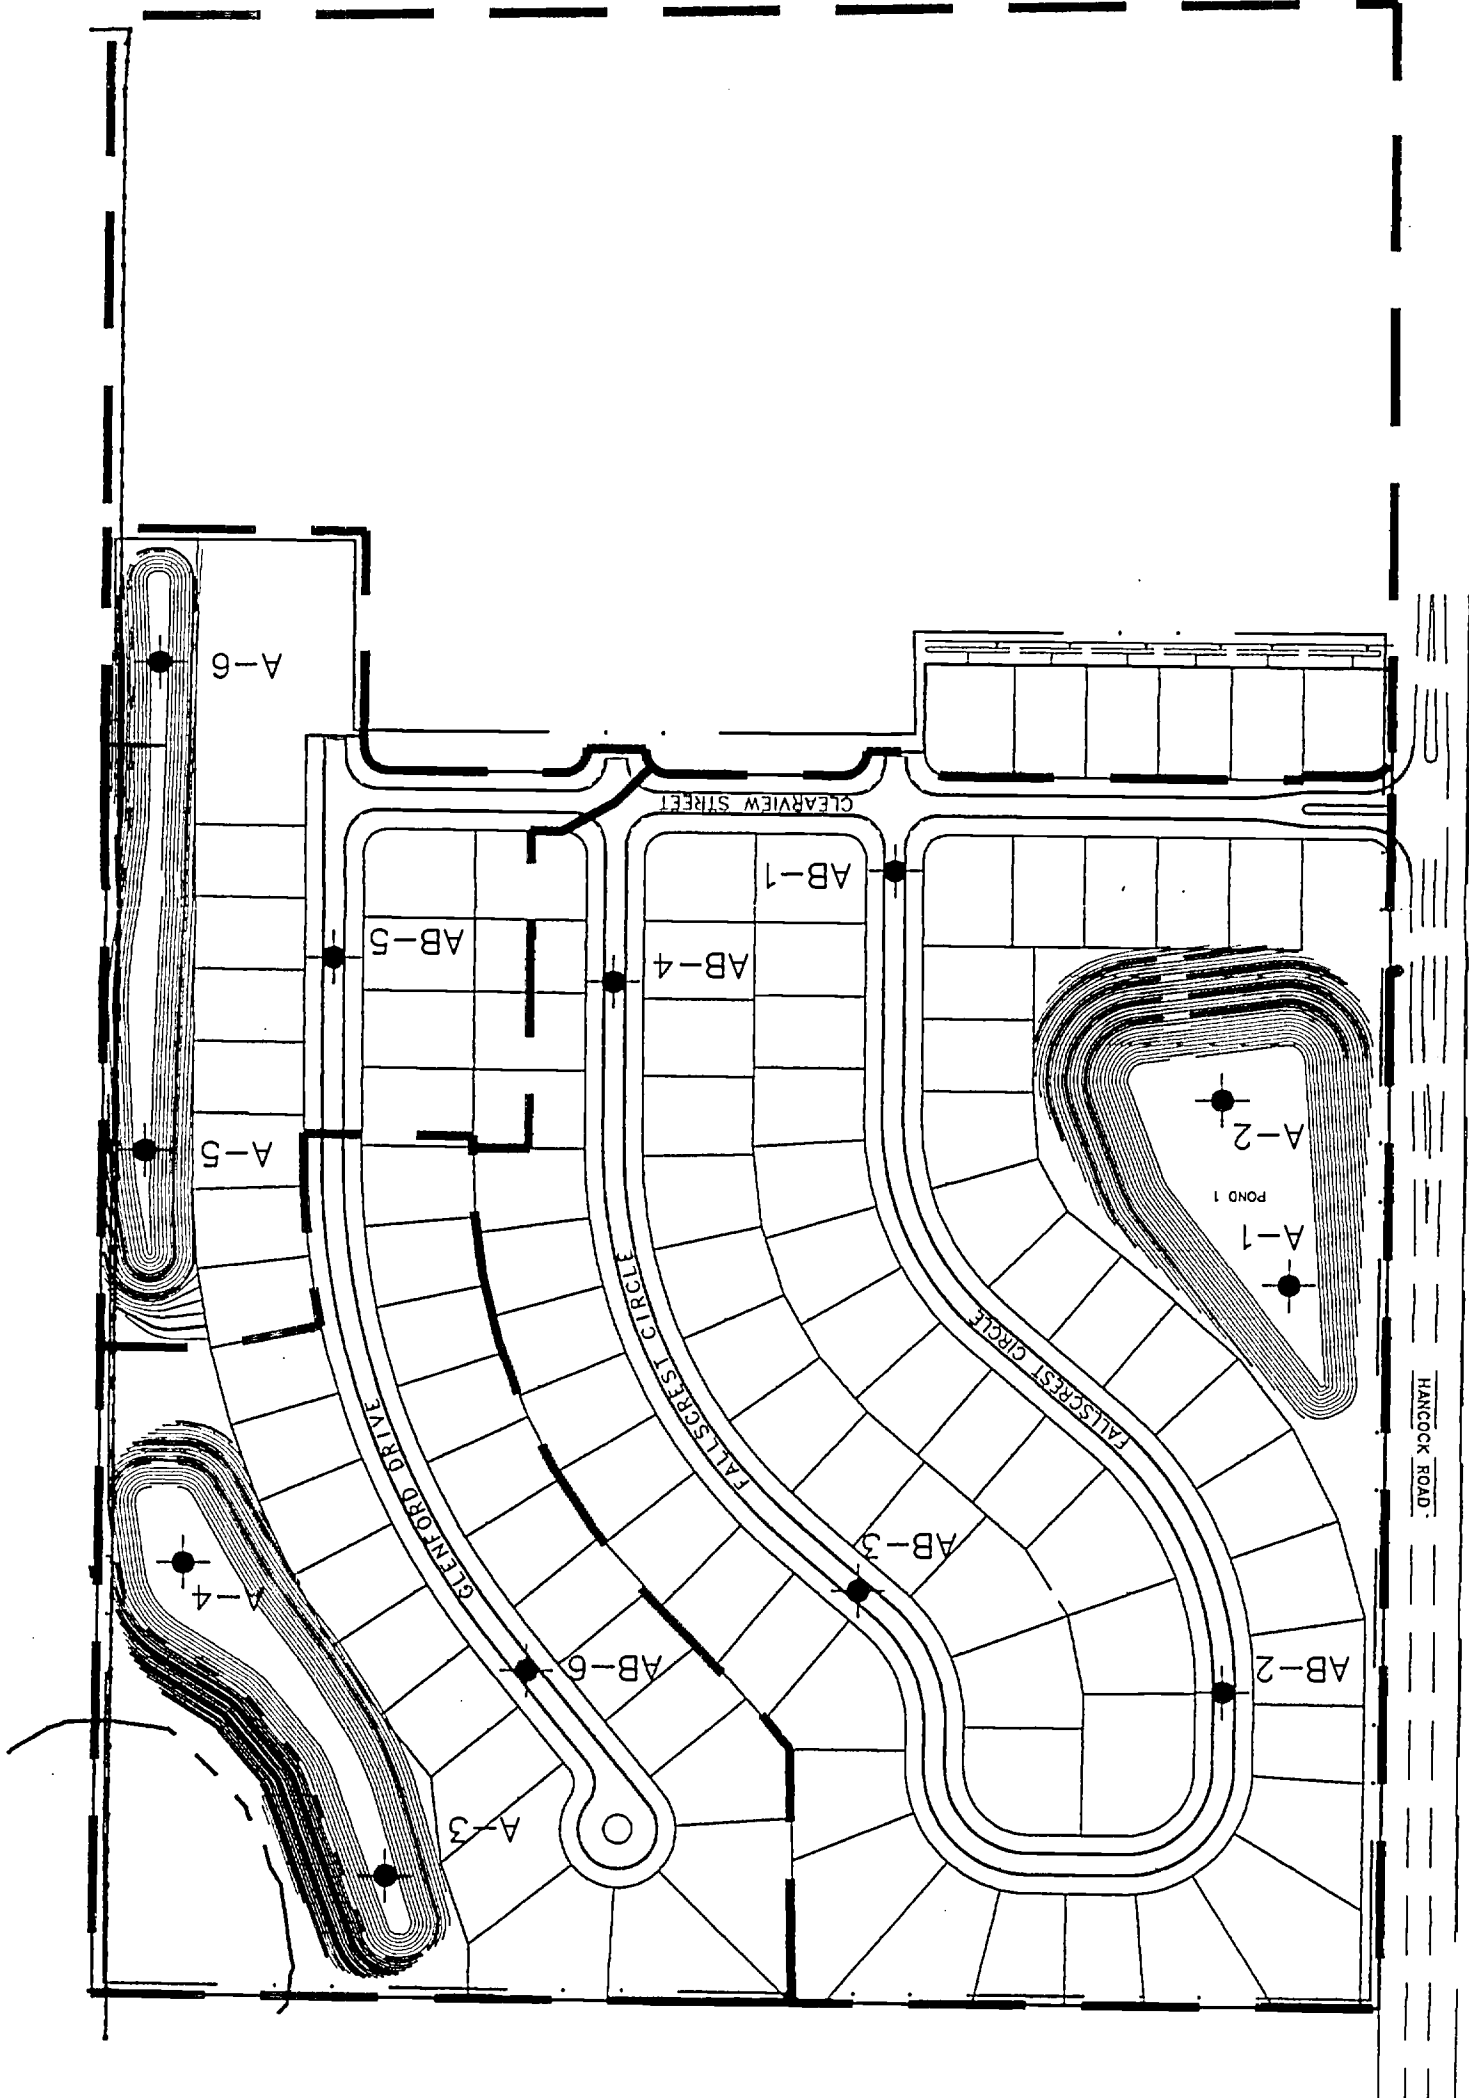 A-6
CLEARVIEW STREET
AB-1
AB-5
AB-4
A-2
A-5
POND 1
A-1
FALLSCREST CIRCLE
FALLSCREST CIRCLE
HANCOCK ROAD
GLENFORD DRIVE
AB-3
A-4
AB-6
AB-2
A-3